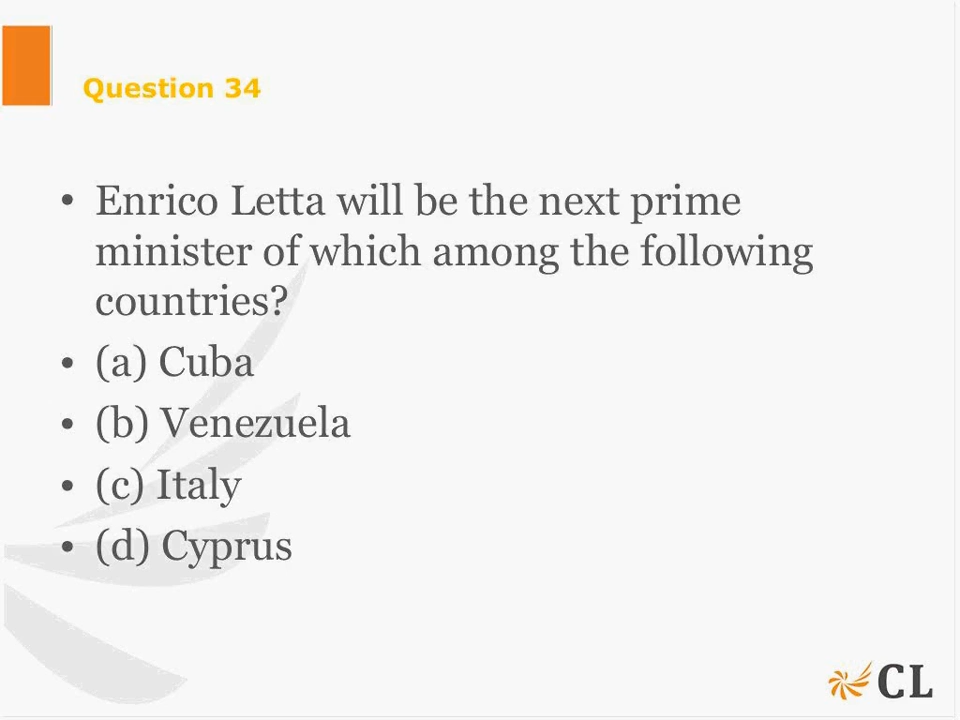 Question 34
• Enrico Letta will be the next prime
minister of which among the following
countries?
• (a) Cuba
• (b) Venezuela
• (c) Italy
• (d) Cyprus
CL